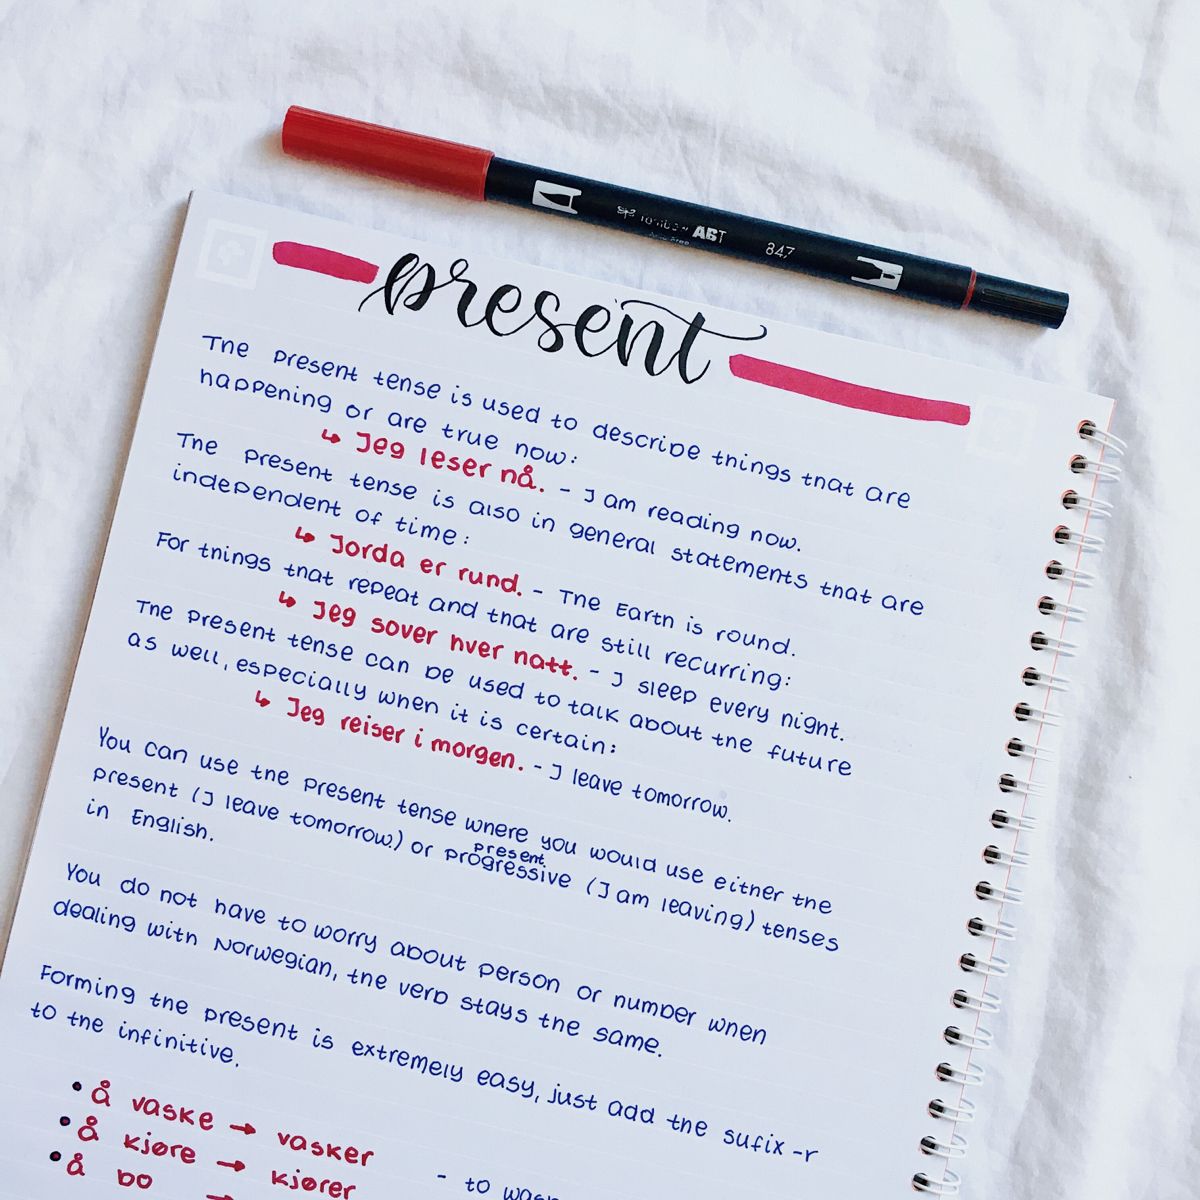 Tombow ABT 847
present
The present tense is used to describe things that are
happening or are true now:
↳ Jeg leser nå. - I am reading now.
The present tense is also in general statements that are
independent of time:
↳ Jorda er rund. - The Earth is round.
For things that repeat and that are still recurring:
↳ Jeg sover hver natt. - I sleep every night.
The present tense can be used to talk about the future
as well, especially when it is certain:
↳ Jeg reiser i morgen. - I leave tomorrow.
You can use the present tense where you would use either the
present (I leave tomorrow.) or present progressive (I am leaving) tenses
in English.
You do not have to worry about person or number when
dealing with Norwegian, the verb stays the same.
Forming the present is extremely easy, just add the sufix -r
to the infinitive.
• å vaske → vasker - to wash
• å kjøre → kjører
• å bo →